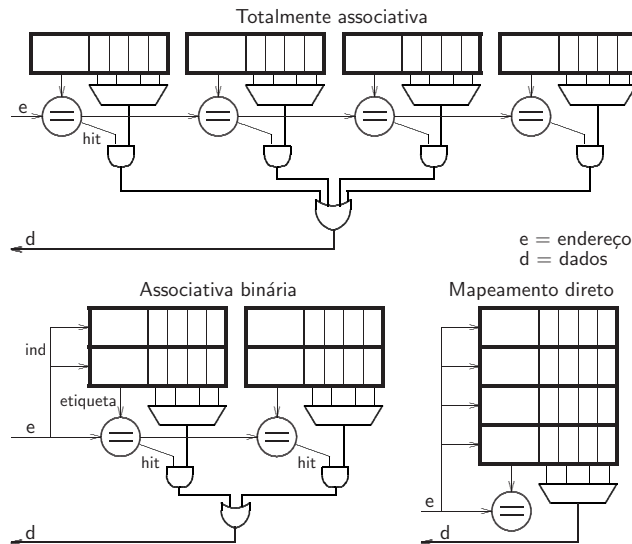 Totalmente associativa
e
hit
d
e = endereço
d = dados
Associativa binária
Mapeamento direto
ind
etiqueta
e
hit
hit
e
d
d